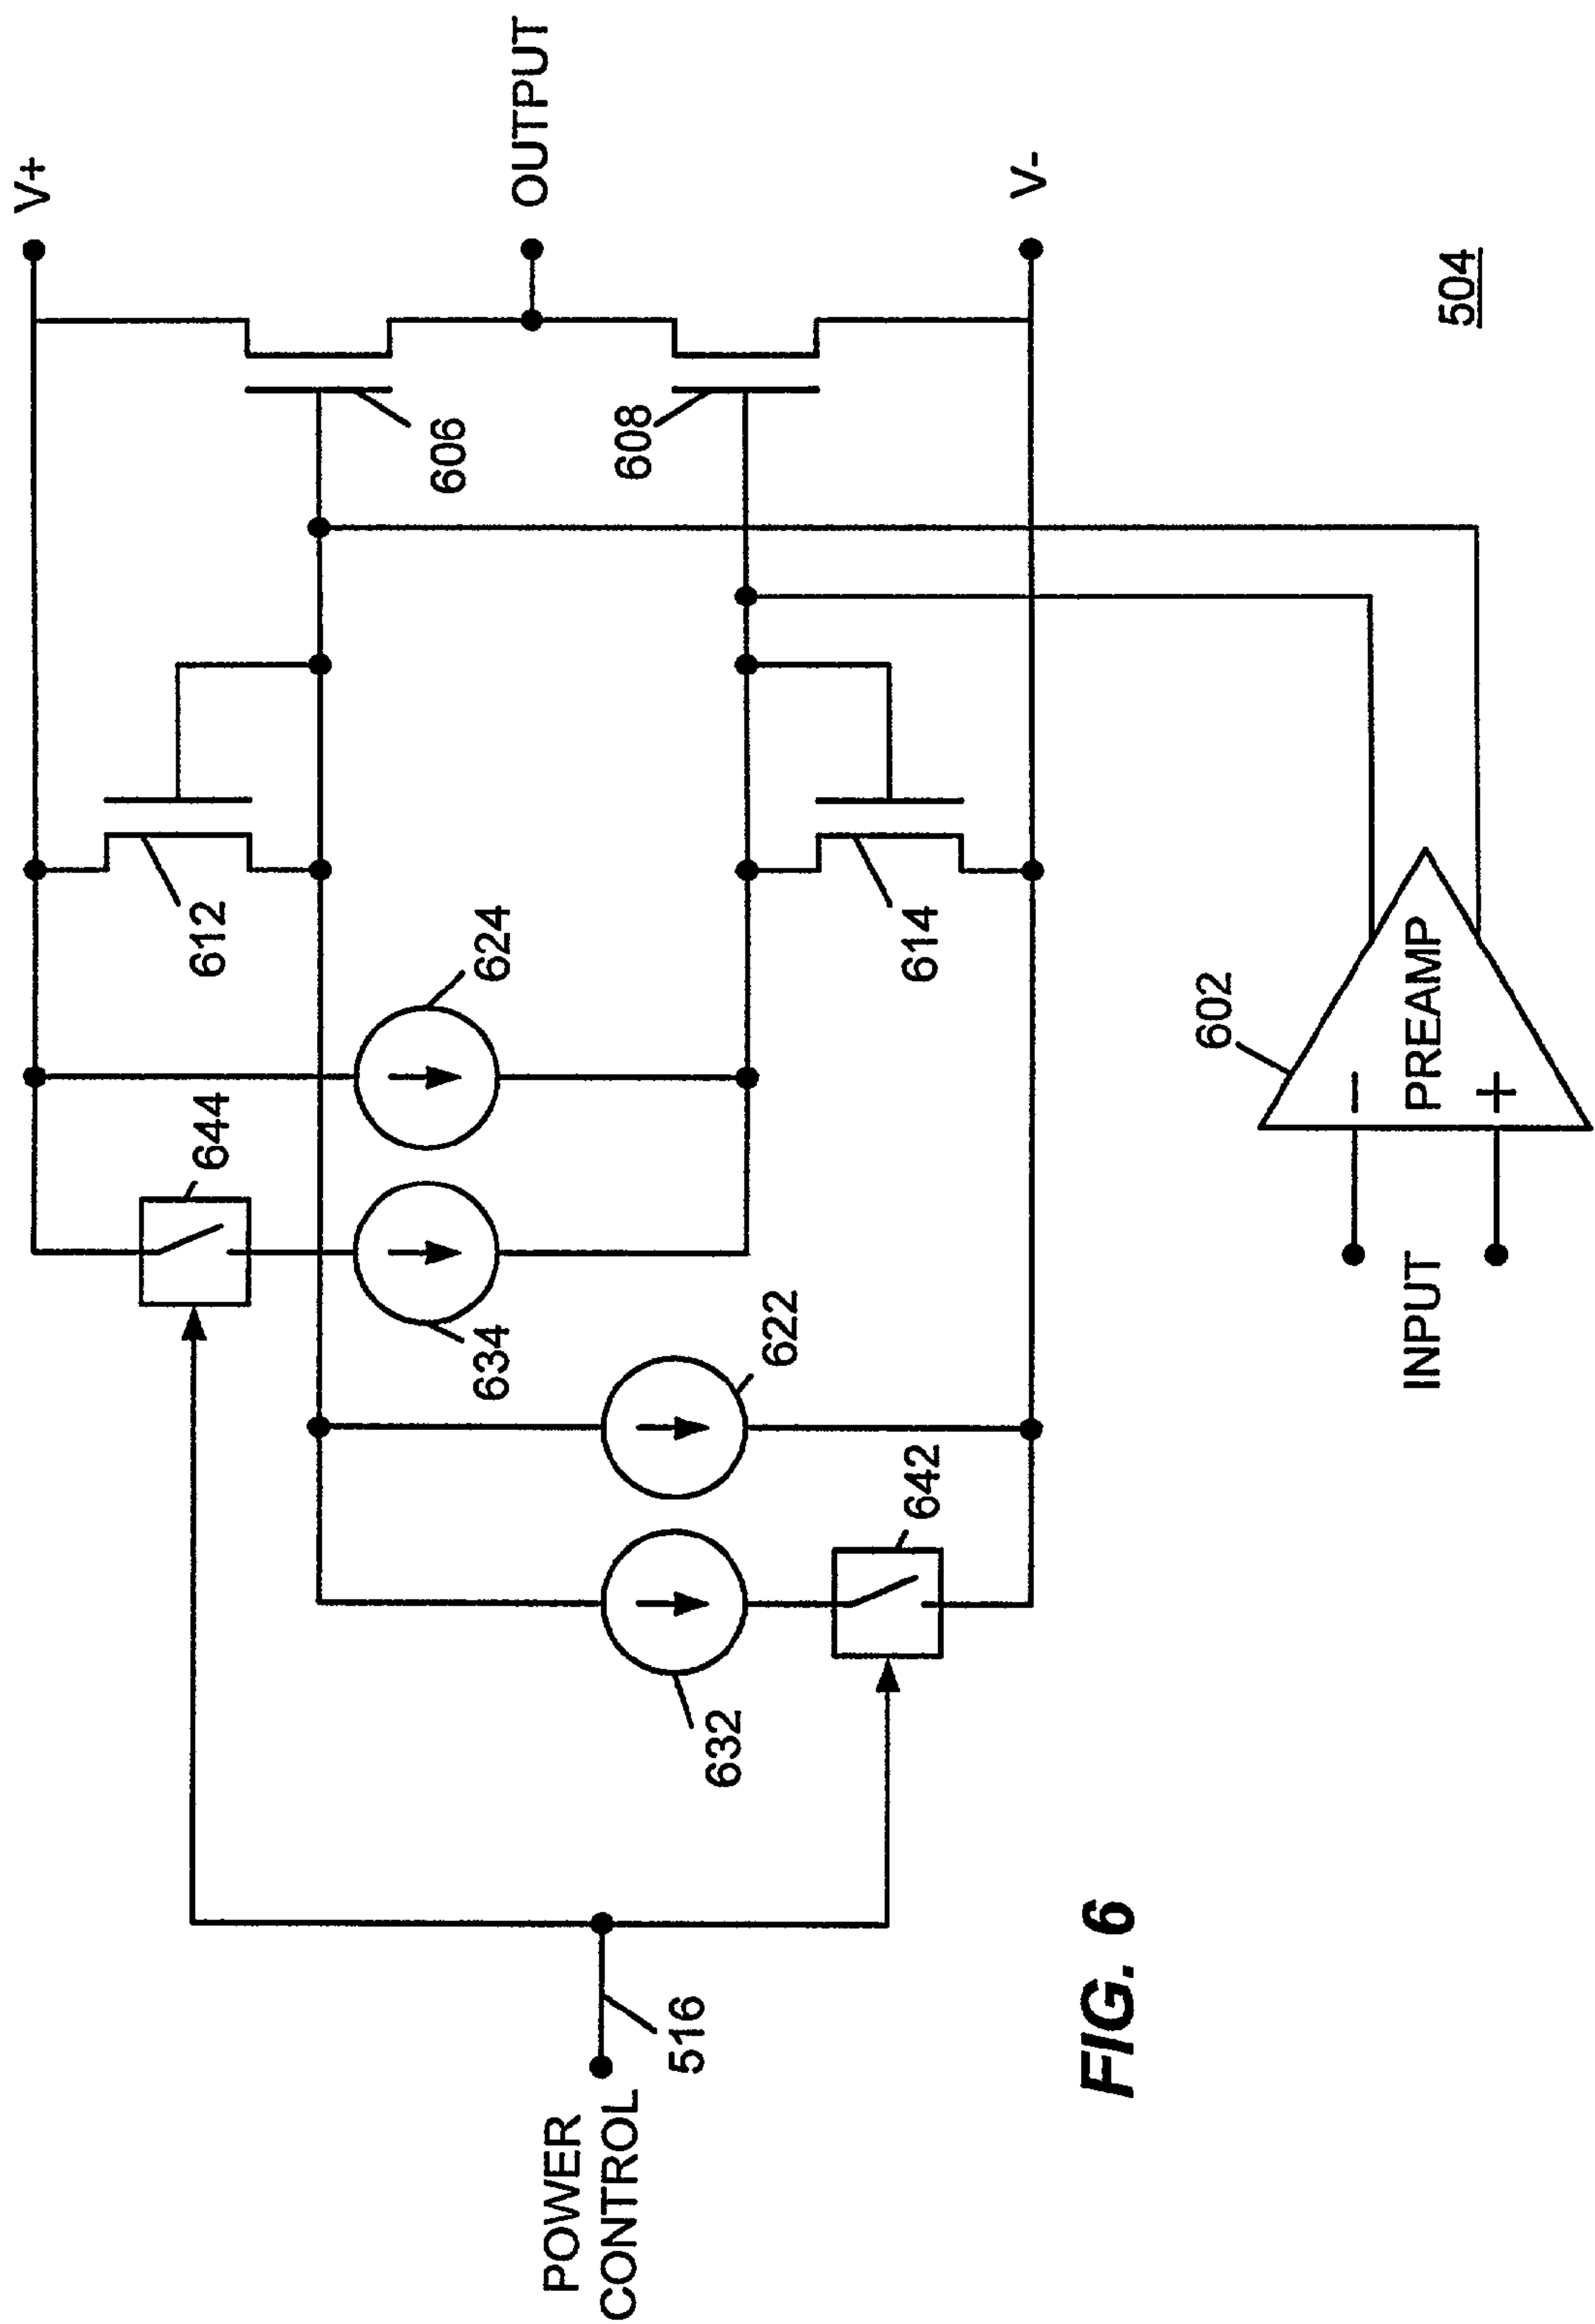 V+
OUTPUT
V-
504
606
608
612
614
624
644
634
622
642
632
602
PREAMP
−
+
INPUT
POWER
CONTROL
516
FIG. 6